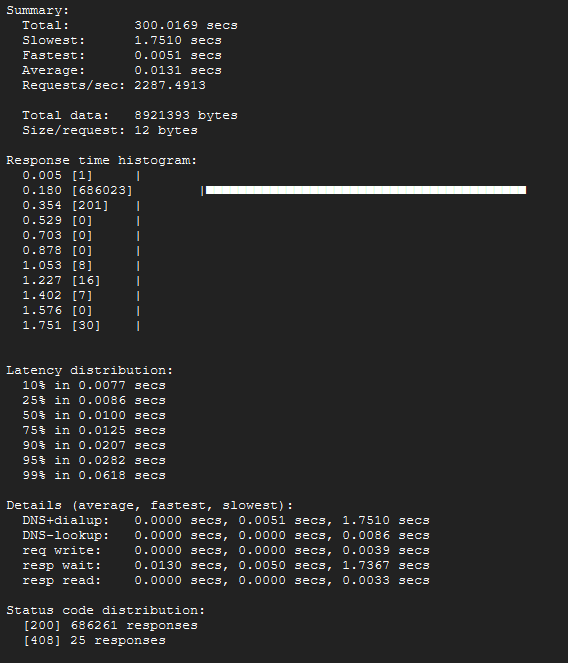 Summary:
Total: 300.0169 secs
Slowest: 1.7510 secs
Fastest: 0.0051 secs
Average: 0.0131 secs
Requests/sec: 2287.4913
Total data: 8921393 bytes
Size/request: 12 bytes
Response time histogram:
0.005 [1] |
0.180 [686023] |■■■■■■■■■■■■■■■■■■■■■■■■■■■■■■■■■■■■■■■■
0.354 [201] |
0.529 [0] |
0.703 [0] |
0.878 [0] |
1.053 [8] |
1.227 [16] |
1.402 [7] |
1.576 [0] |
1.751 [30] |
Latency distribution:
10% in 0.0077 secs
25% in 0.0086 secs
50% in 0.0100 secs
75% in 0.0125 secs
90% in 0.0207 secs
95% in 0.0282 secs
99% in 0.0618 secs
Details (average, fastest, slowest):
DNS+dialup: 0.0000 secs, 0.0051 secs, 1.7510 secs
DNS-lookup: 0.0000 secs, 0.0000 secs, 0.0086 secs
req write: 0.0000 secs, 0.0000 secs, 0.0039 secs
resp wait: 0.0130 secs, 0.0050 secs, 1.7367 secs
resp read: 0.0000 secs, 0.0000 secs, 0.0033 secs
Status code distribution:
[200] 686261 responses
[408] 25 responses